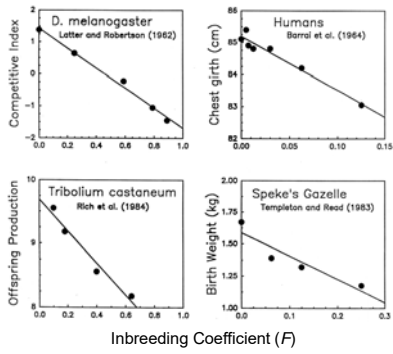 D. melanogaster
Latter and Robertson (1962)
Competitive Index
2
1
0
-1
-2
0.0 0.2 0.4 0.6 0.8 1.0
Humans
Barrai et al (1964)
Chest girth (cm)
86
85
84
83
82
0.00 0.05 0.10 0.15
Tribolium castaneum
Rich et al. (1984)
Offspring Production
10
9
8
0.0 0.2 0.4 0.6 0.8 1.0
Speke's Gazelle
Templeton and Read (1983)
Birth Weight (kg)
2.00
1.75
1.50
1.25
1.00
0.0 0.1 0.2 0.3
Inbreeding Coefficient (F)